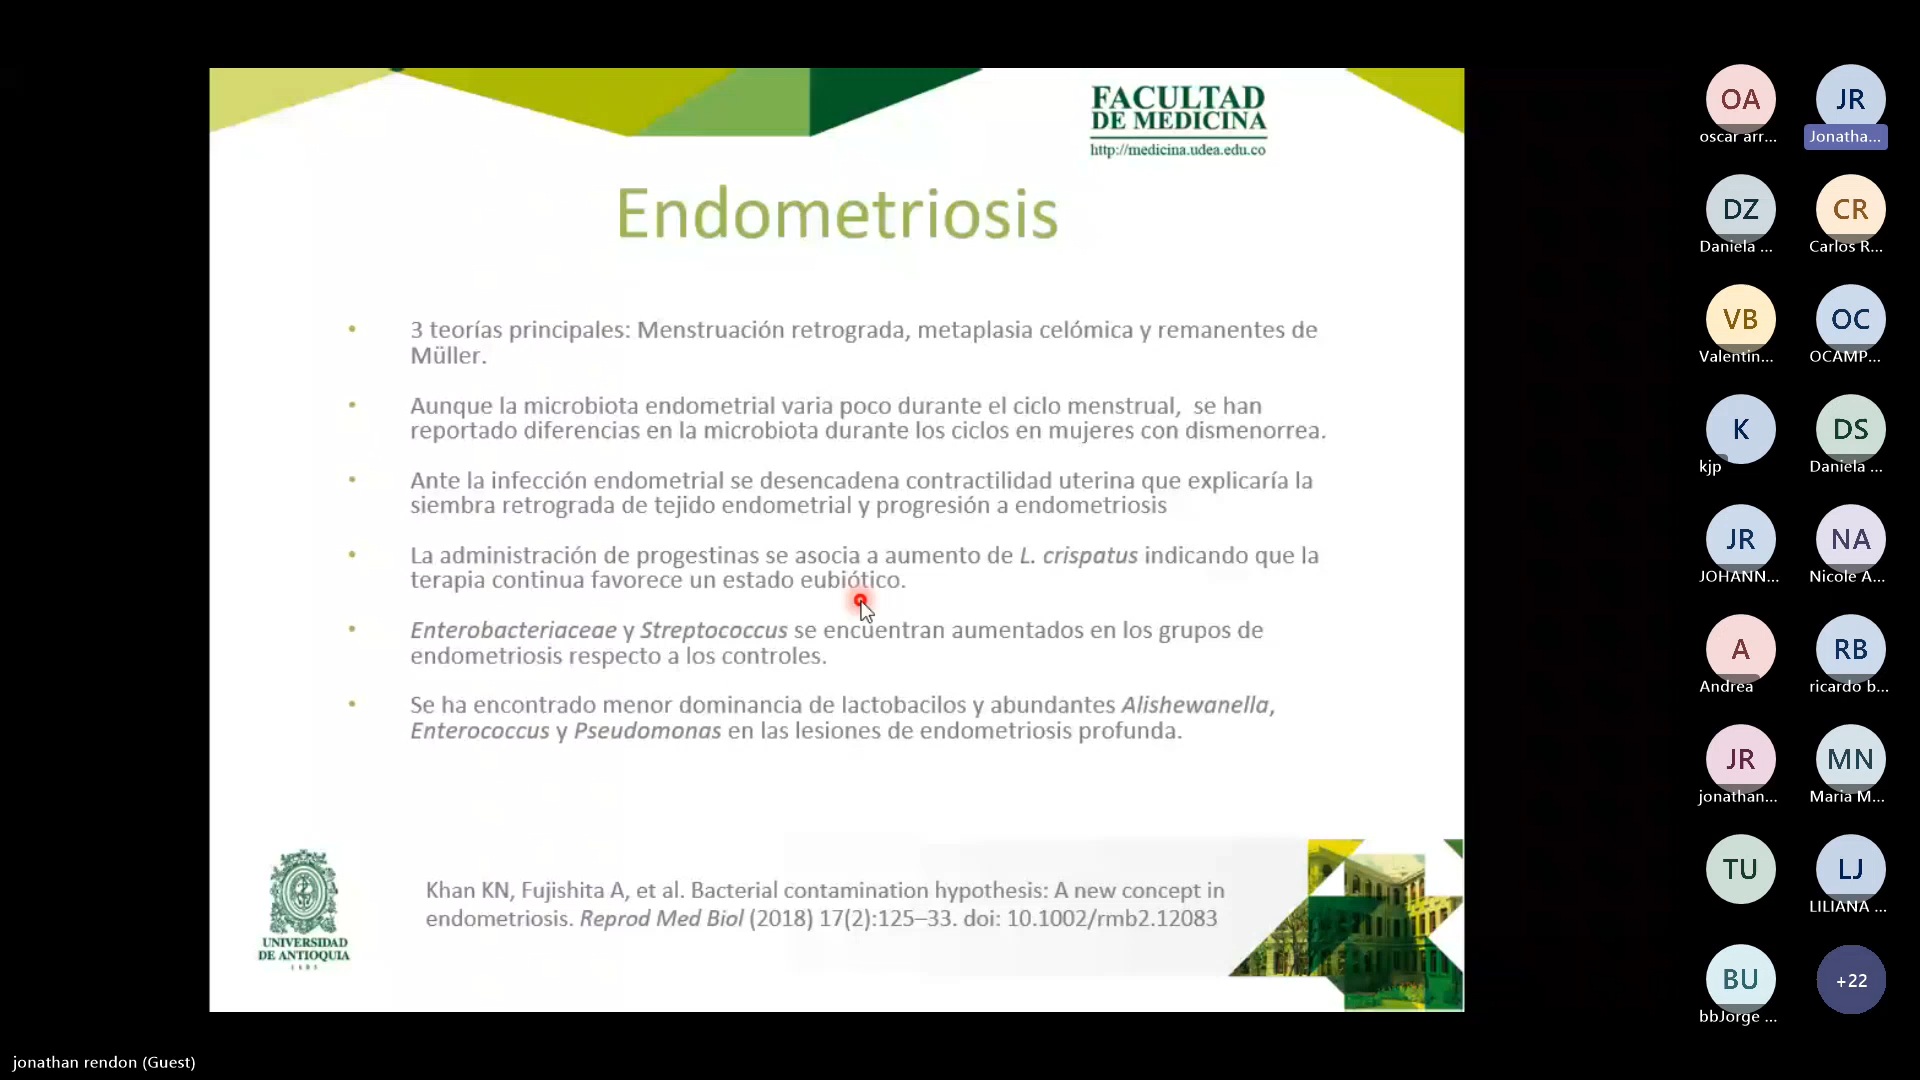 FACULTAD
DE MEDICINA
http://medicina.udea.edu.co
Endometriosis
• 3 teorías principales: Menstruación retrograda, metaplasia celómica y remanentes de
Müller.
• Aunque la microbiota endometrial varia poco durante el ciclo menstrual, se han
reportado diferencias en la microbiota durante los ciclos en mujeres con dismenorrea.
• Ante la infección endometrial se desencadena contractilidad uterina que explicaría la
siembra retrograda de tejido endometrial y progresión a endometriosis
• La administración de progestinas se asocia a aumento de L. crispatus indicando que la
terapia continua favorece un estado eubiótico.
• Enterobacteriaceae y Streptococcus se encuentran aumentados en los grupos de
endometriosis respecto a los controles.
• Se ha encontrado menor dominancia de lactobacilos y abundantes Alishewanella,
Enterococcus y Pseudomonas en las lesiones de endometriosis profunda.
UNIVERSIDAD
DE ANTIOQUIA
1803
Khan KN, Fujishita A, et al. Bacterial contamination hypothesis: A new concept in
endometriosis. Reprod Med Biol (2018) 17(2):125–33. doi: 10.1002/rmb2.12083
OA
oscar arr...
JR
Jonatha...
DZ
Daniela ...
CR
Carlos R...
VB
Valentin...
OC
OCAMP...
K
kjp
DS
Daniela ...
JR
JOHANN...
NA
Nicole A...
A
Andrea
RB
ricardo b...
JR
jonathan...
MN
Maria M...
TU
LJ
LILIANA ...
BU
bbJorge ...
+22
jonathan rendon (Guest)